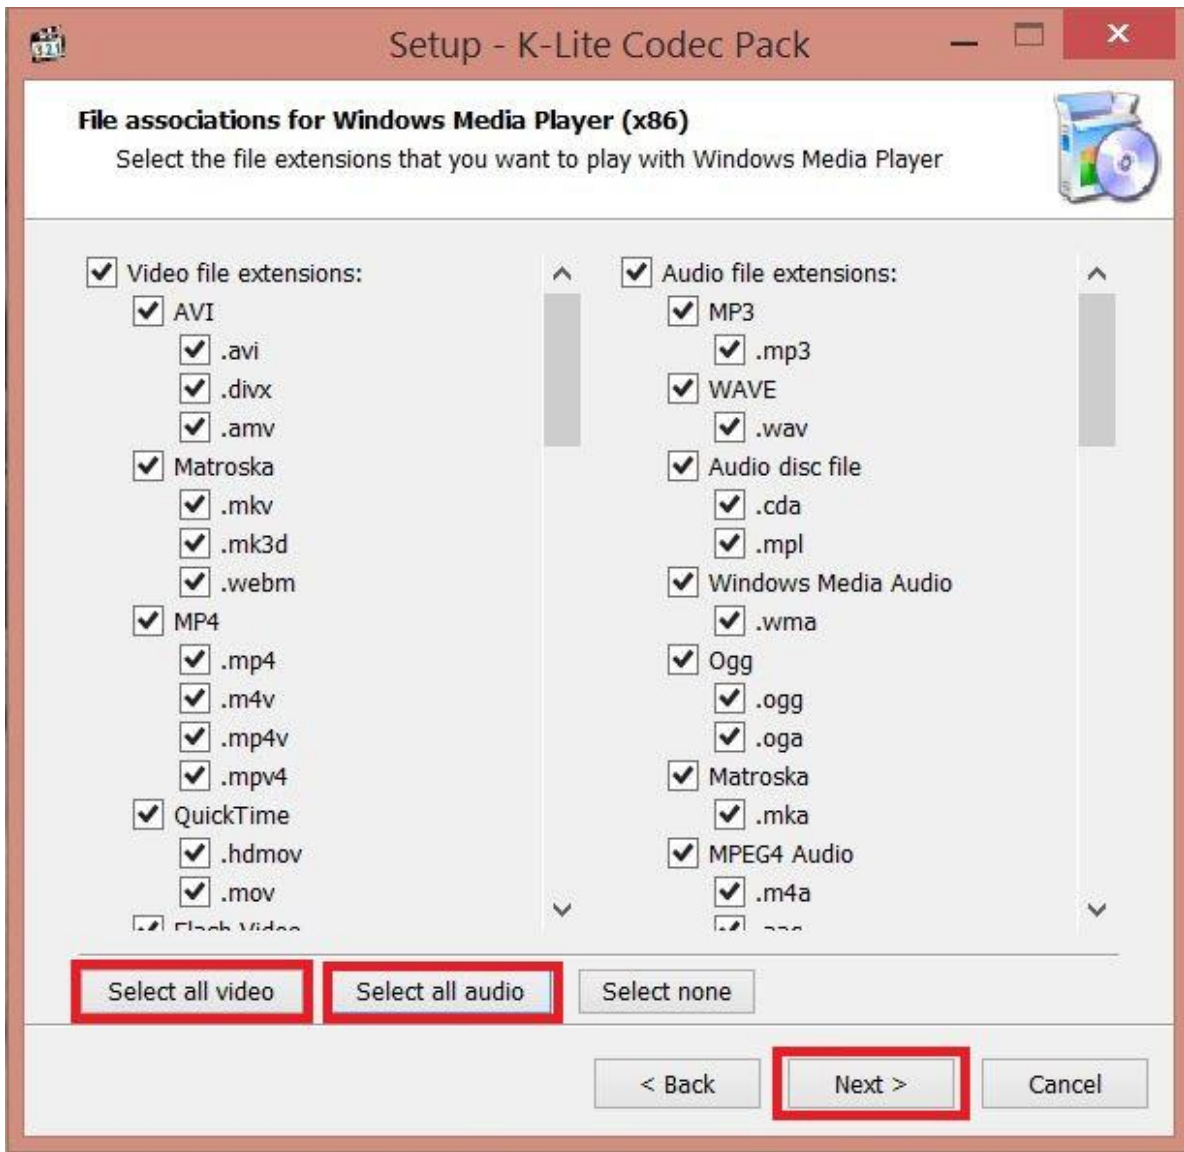 Setup - K-Lite Codec Pack
File associations for Windows Media Player (x86)
Select the file extensions that you want to play with Windows Media Player
Video file extensions:
AVI
.avi
.divx
.amv
Matroska
.mkv
.mk3d
.webm
MP4
.mp4
.m4v
.mp4v
.mpv4
QuickTime
.hdmov
.mov
Flash Video
Audio file extensions:
MP3
.mp3
WAVE
.wav
Audio disc file
.cda
.mpl
Windows Media Audio
.wma
Ogg
.ogg
.oga
Matroska
.mka
MPEG4 Audio
.m4a
.aac
Select all video
Select all audio
Select none
< Back
Next >
Cancel